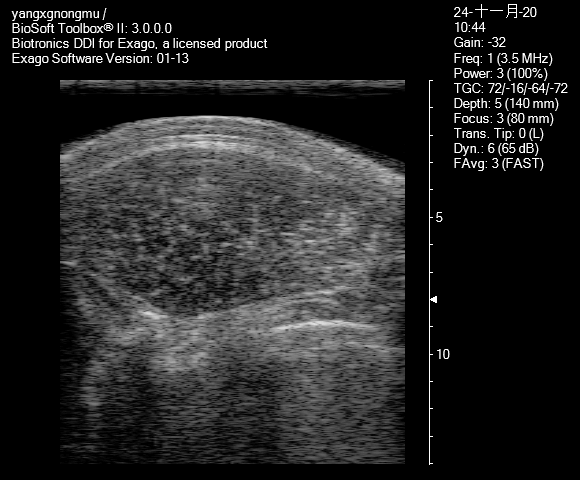 yangxgnongmu /
BioSoft Toolbox® II: 3.0.0.0
Biotronics DDI for Exago, a licensed product
Exago Software Version: 01-13
24-十一月-20
10:44
Gain: -32
Freq: 1 (3.5 MHz)
Power: 3 (100%)
TGC: 72/-16/-64/-72
Depth: 5 (140 mm)
Focus: 3 (80 mm)
Trans. Tip: 0 (L)
Dyn.: 6 (65 dB)
FAvg: 3 (FAST)
5
10